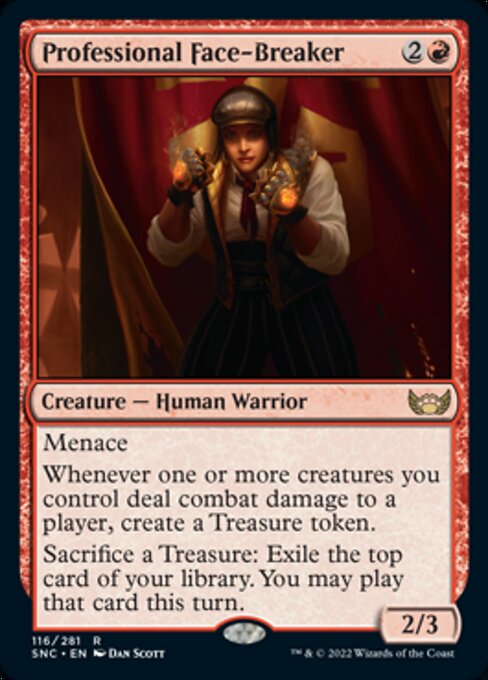 Professional Face-Breaker 2
Creature — Human Warrior
Menace
Whenever one or more creatures you
control deal combat damage to a
player, create a Treasure token.
Sacrifice a Treasure: Exile the top
card of your library. You may play
that card this turn.
2/3
116/281 R
SNC • EN Dan Scott
™ & © 2022 Wizards of the Coast